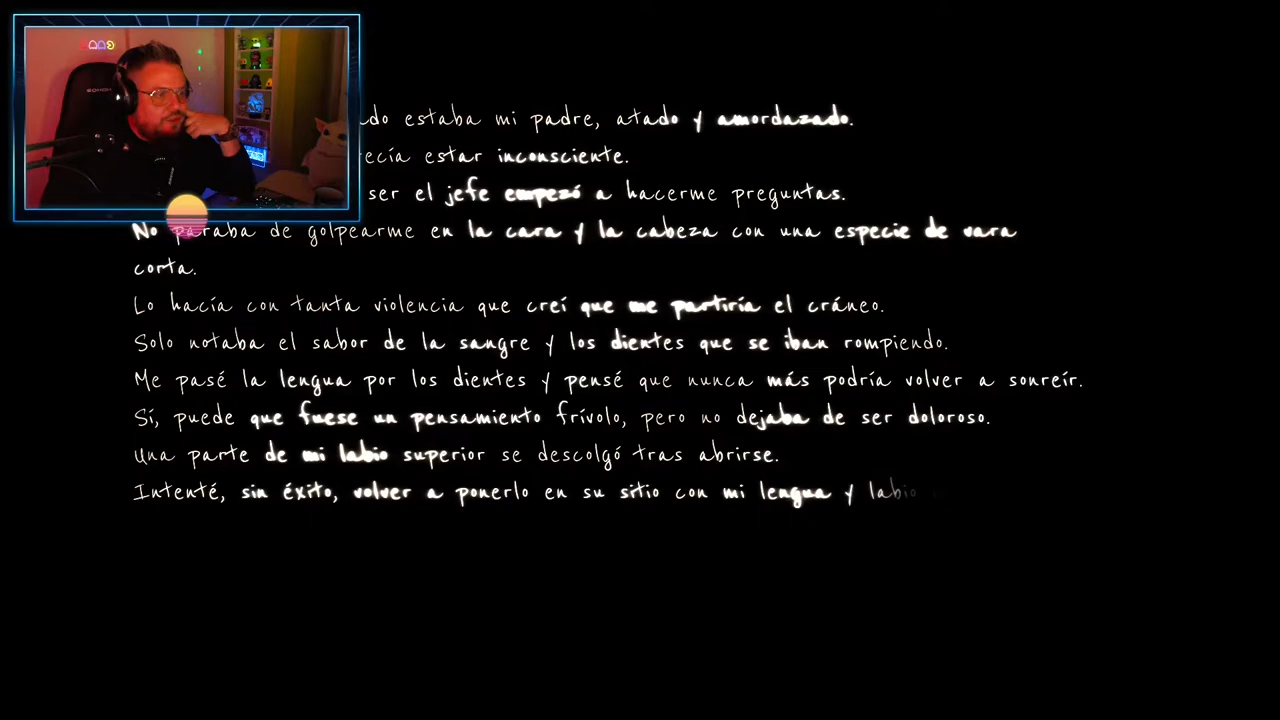 estaba mi padre, atado y amordazado.
estar inconsciente.
ser el jefe empezó a hacerme preguntas.
No paraba de golpearme en la cara y la cabeza con una especie de vara
corta.
Lo hacía con tanta violencia que creí que me partiría el cráneo.
Solo notaba el sabor de la sangre y los dientes que se iban rompiendo.
Me pasé la lengua por los dientes y pensé que nunca más podría volver a sonreír.
Sí, puede que fuese un pensamiento frívolo, pero no dejaba de ser doloroso.
Una parte de mi labio superior se descolgó tras abrirse.
Intenté, sin éxito, volver a ponerlo en su sitio con mi lengua y labio